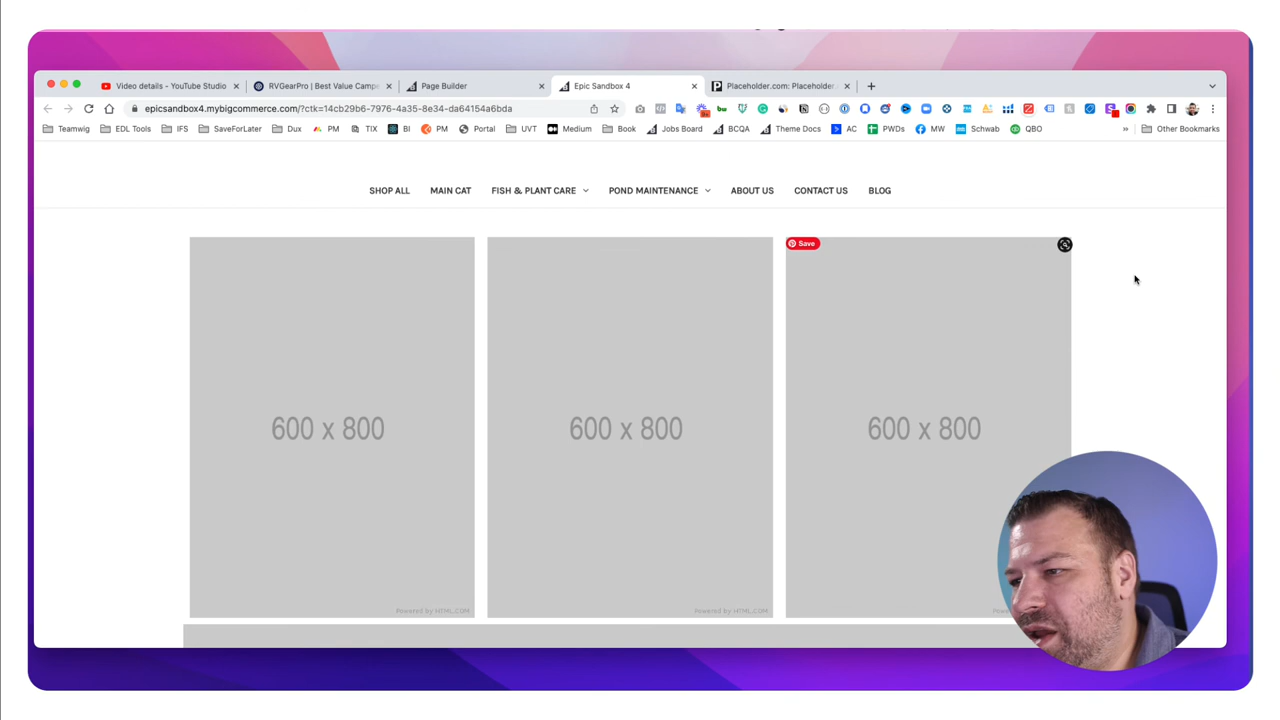 Video details - YouTube Studio
RVGearPro | Best Value Campe
Page Builder
Epic Sandbox 4
Placeholder.com: Placeholder
epicsandbox4.mybigcommerce.com/?ctk=14cb29b6-7976-4a35-8e34-da64154a6bda
Teamwig
EDL Tools
IFS
SaveForLater
Dux
PM
TIX
BI
PM
Portal
UVT
Medium
Book
Jobs Board
BCQA
Theme Docs
AC
PWDs
MW
Schwab
QBO
»
Other Bookmarks
SHOP ALL
MAIN CAT
FISH & PLANT CARE
POND MAINTENANCE
ABOUT US
CONTACT US
BLOG
Save
600 x 800
600 x 800
600 x 800
Powered by HTML.COM
Powered by HTML.COM